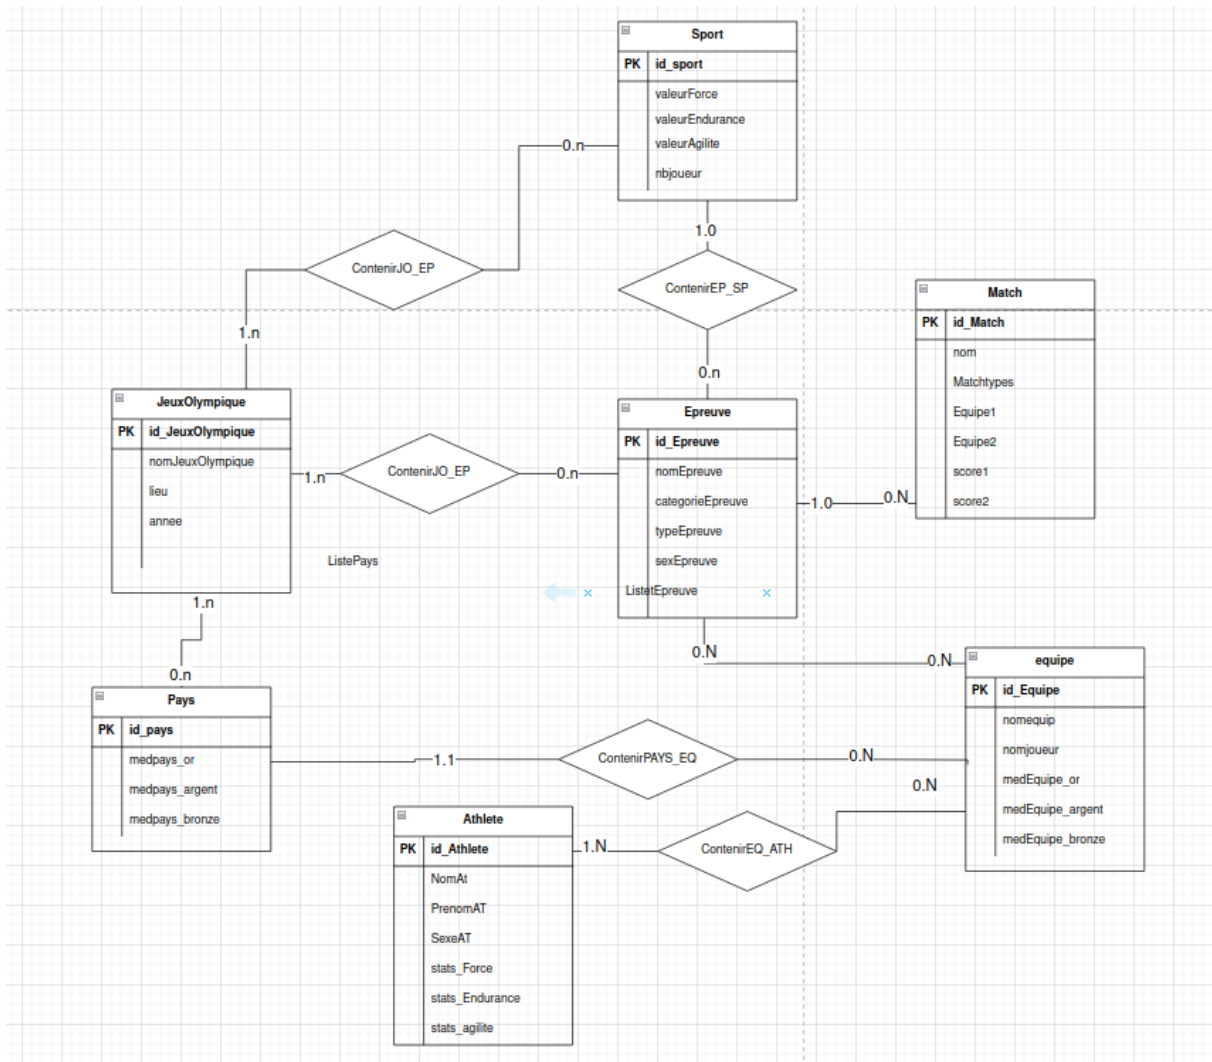 Sport
PK id_sport
valeurForce
valeurEndurance
valeurAgilite
nbjoueur
0.n
1.0
ContenirJO_EP
ContenirEP_SP
1.n
0.n
Match
PK id_Match
nom
Matchtypes
Equipe1
Equipe2
score1
score2
JeuxOlympique
PK id_JeuxOlympique
nomJeuxOlympique
lieu
annee
1.n
ContenirJO_EP
0.n
Epreuve
PK id_Epreuve
nomEpreuve
categorieEpreuve
typeEpreuve
sexEpreuve
ListetEpreuve
1.0
0.N
ListePays
1.n
0.n
0.N
0.N
Pays
PK id_pays
medpays_or
medpays_argent
medpays_bronze
1.1
ContenirPAYS_EQ
0.N
equipe
PK id_Equipe
nomequip
nomjoueur
medEquipe_or
medEquipe_argent
medEquipe_bronze
0.N
Athlete
PK id_Athlete
NomAt
PrenomAT
SexeAT
stats_Force
stats_Endurance
stats_agilite
1.N
ContenirEQ_ATH